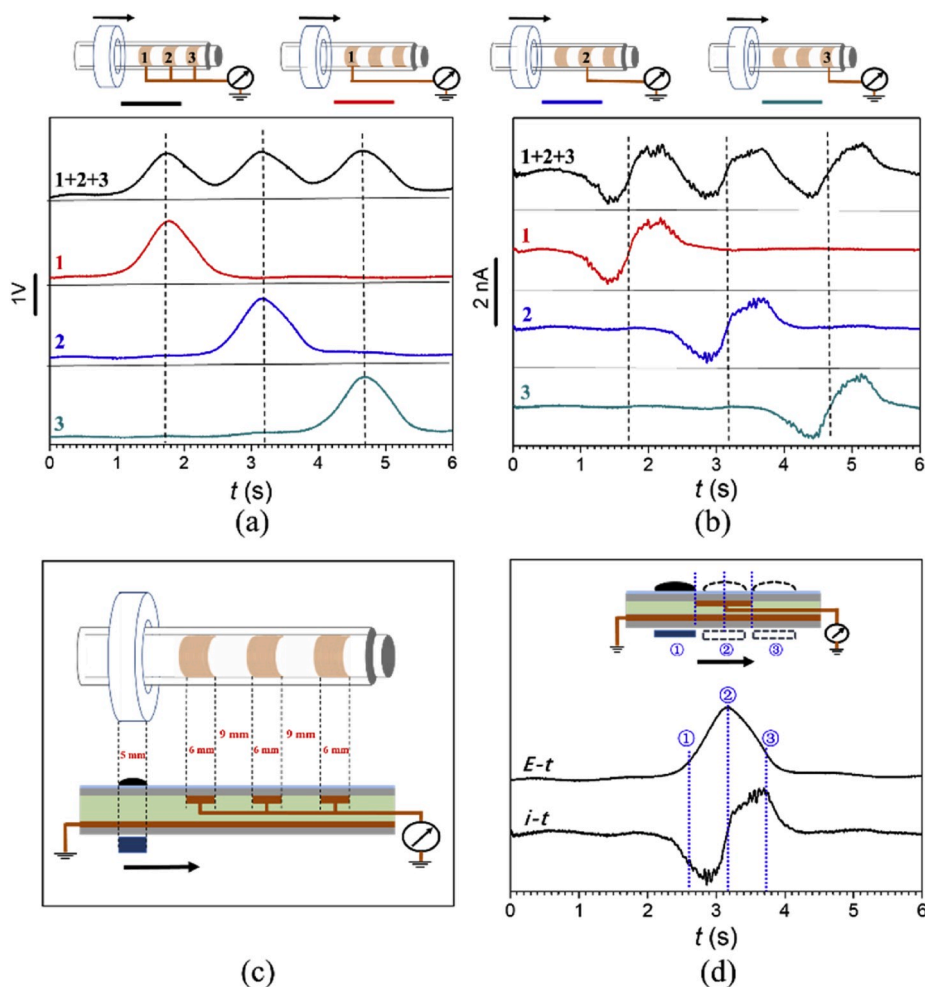 1 2 3
1
2
3
1+2+3
1
2
3
1V
0 1 2 3 4 5 6
t (s)
(a)
1+2+3
1
2
3
2 nA
0 1 2 3 4 5 6
t (s)
(b)
9 mm 9 mm
5 mm 6 mm 6 mm 6 mm
(c)
① ② ③
②
① ③
E-t
i-t
0 1 2 3 4 5 6
t (s)
(d)